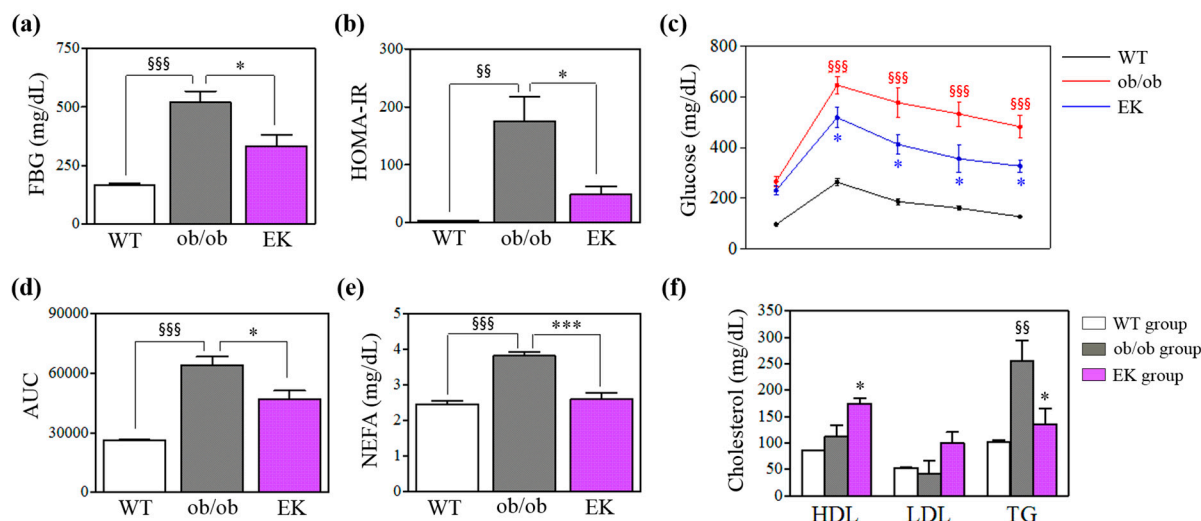 (a)
FBG (mg/dL)
750
500
250
0
§§§
*
WT
ob/ob
EK
(b)
HOMA-IR
300
200
100
0
§§
*
WT
ob/ob
EK
(c)
Glucose (mg/dL)
800
600
400
200
0
§§§
§§§
§§§
§§§
*
*
*
*
WT
ob/ob
EK
(d)
AUC
90000
60000
30000
0
§§§
*
WT
ob/ob
EK
(e)
NEFA (mg/dL)
5
4
3
2
1
0
§§§
***
WT
ob/ob
EK
(f)
Cholesterol (mg/dL)
350
300
250
200
150
100
50
0
*
§§
*
HDL
LDL
TG
WT group
ob/ob group
EK group